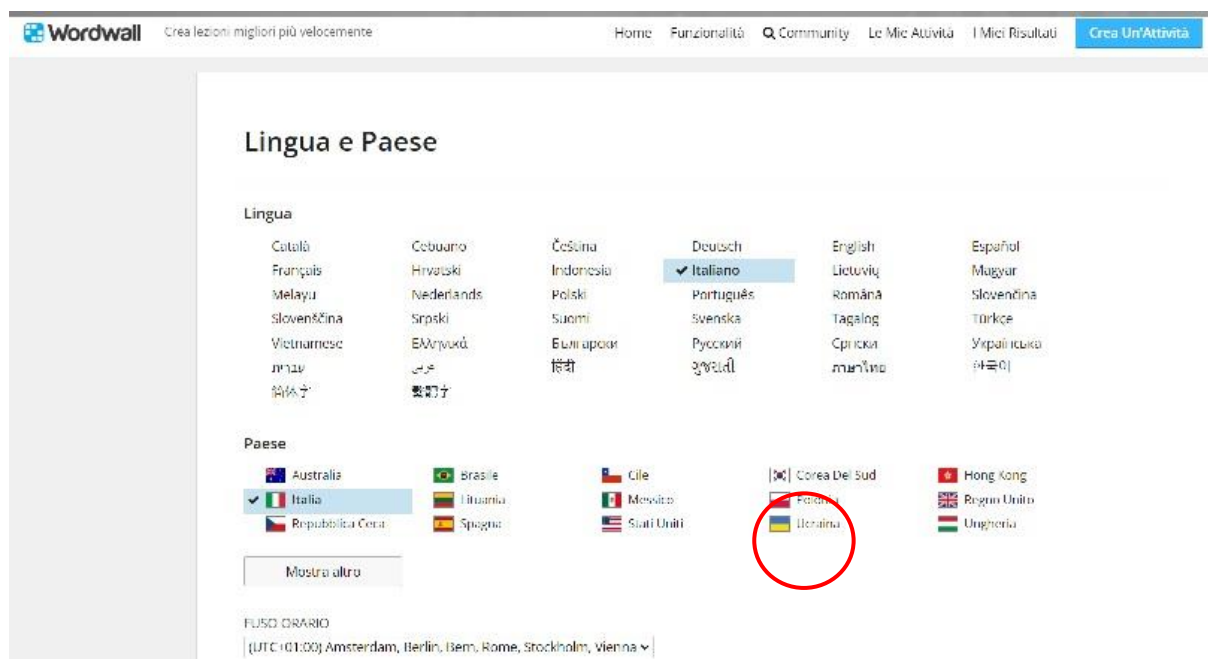 Wordwall Crea lezioni migliori più velocemente Home Funzionalità Community Le Mie Attività I Miei Risultati Crea Un'Attività
Lingua e Paese
Lingua
Català Cebuano Čeština Deutsch English Español
Français Hrvatski Indonesia Italiano Lietuvių Magyar
Melayu Nederlands Polski Português Română Slovenčina
Slovenščina Srpski Suomi Svenska Tagalog Türkçe
Vietnamese Ελληνικά Български Русский Српски Українська
עברית عربى हिंदी ગુજરાતી ภาษาไทย 한국어
简体字 繁體字
Paese
Australia Brasile Cile Corea Del Sud Hong Kong
Italia Lituania Messico Polonia Regno Unito
Repubblica Ceca Spagna Stati Uniti Ucraina Ungheria
Mostra altro
FUSO ORARIO
(UTC+01:00) Amsterdam, Berlin, Bern, Rome, Stockholm, Vienna